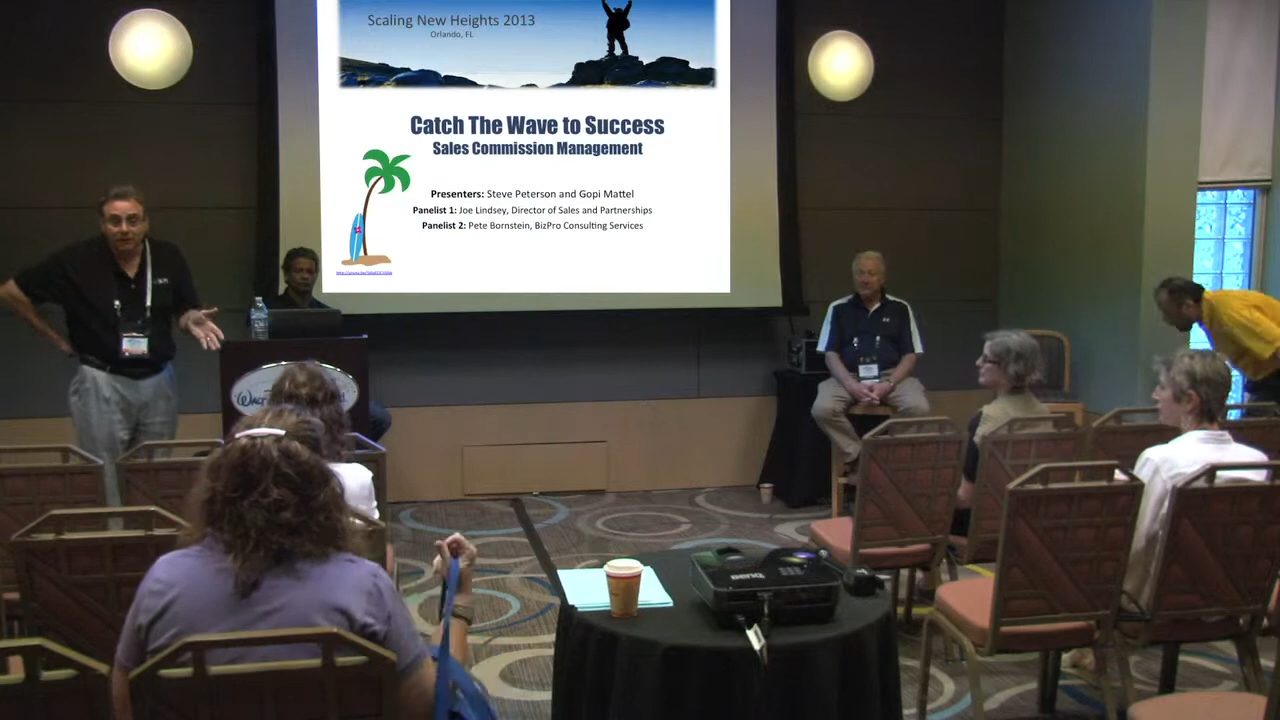 Scaling New Heights 2013
Orlando, FL
Catch The Wave to Success
Sales Commission Management
Presenters: Steve Peterson and Gopi Mattel
Panelist 1: Joe Lindsey, Director of Sales and Partnerships
Panelist 2: Pete Bornstein, BizPro Consulting Services
BenQ